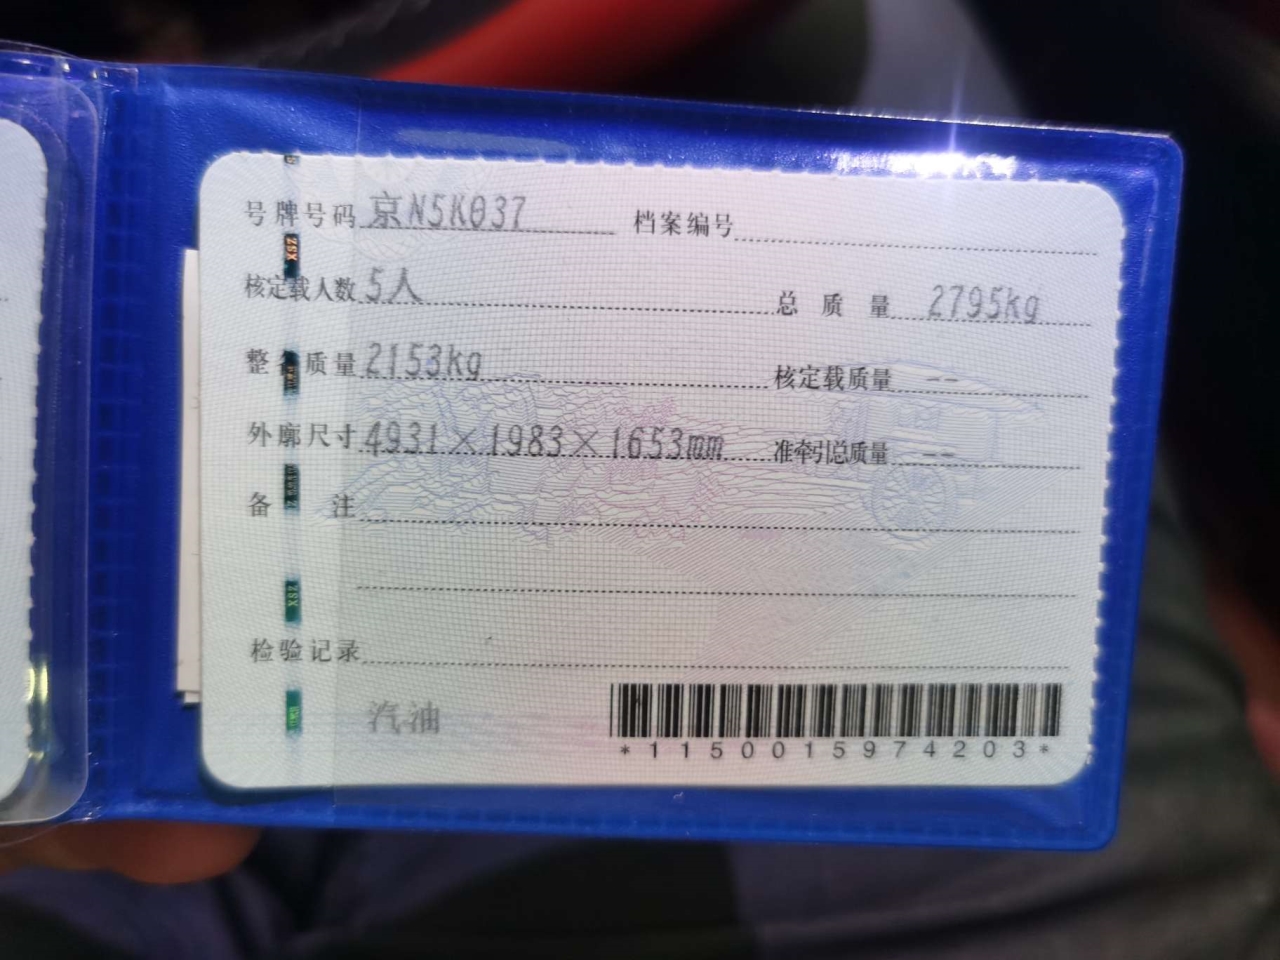 号牌号码 京N5K037 档案编号
核定载人数 5人 总质量 2795kg
整备质量 2153kg 核定载质量 --
外廓尺寸 4931×1983×1653mm 准牵引总质量 --
备注
检验记录
汽油
*1150015974203*